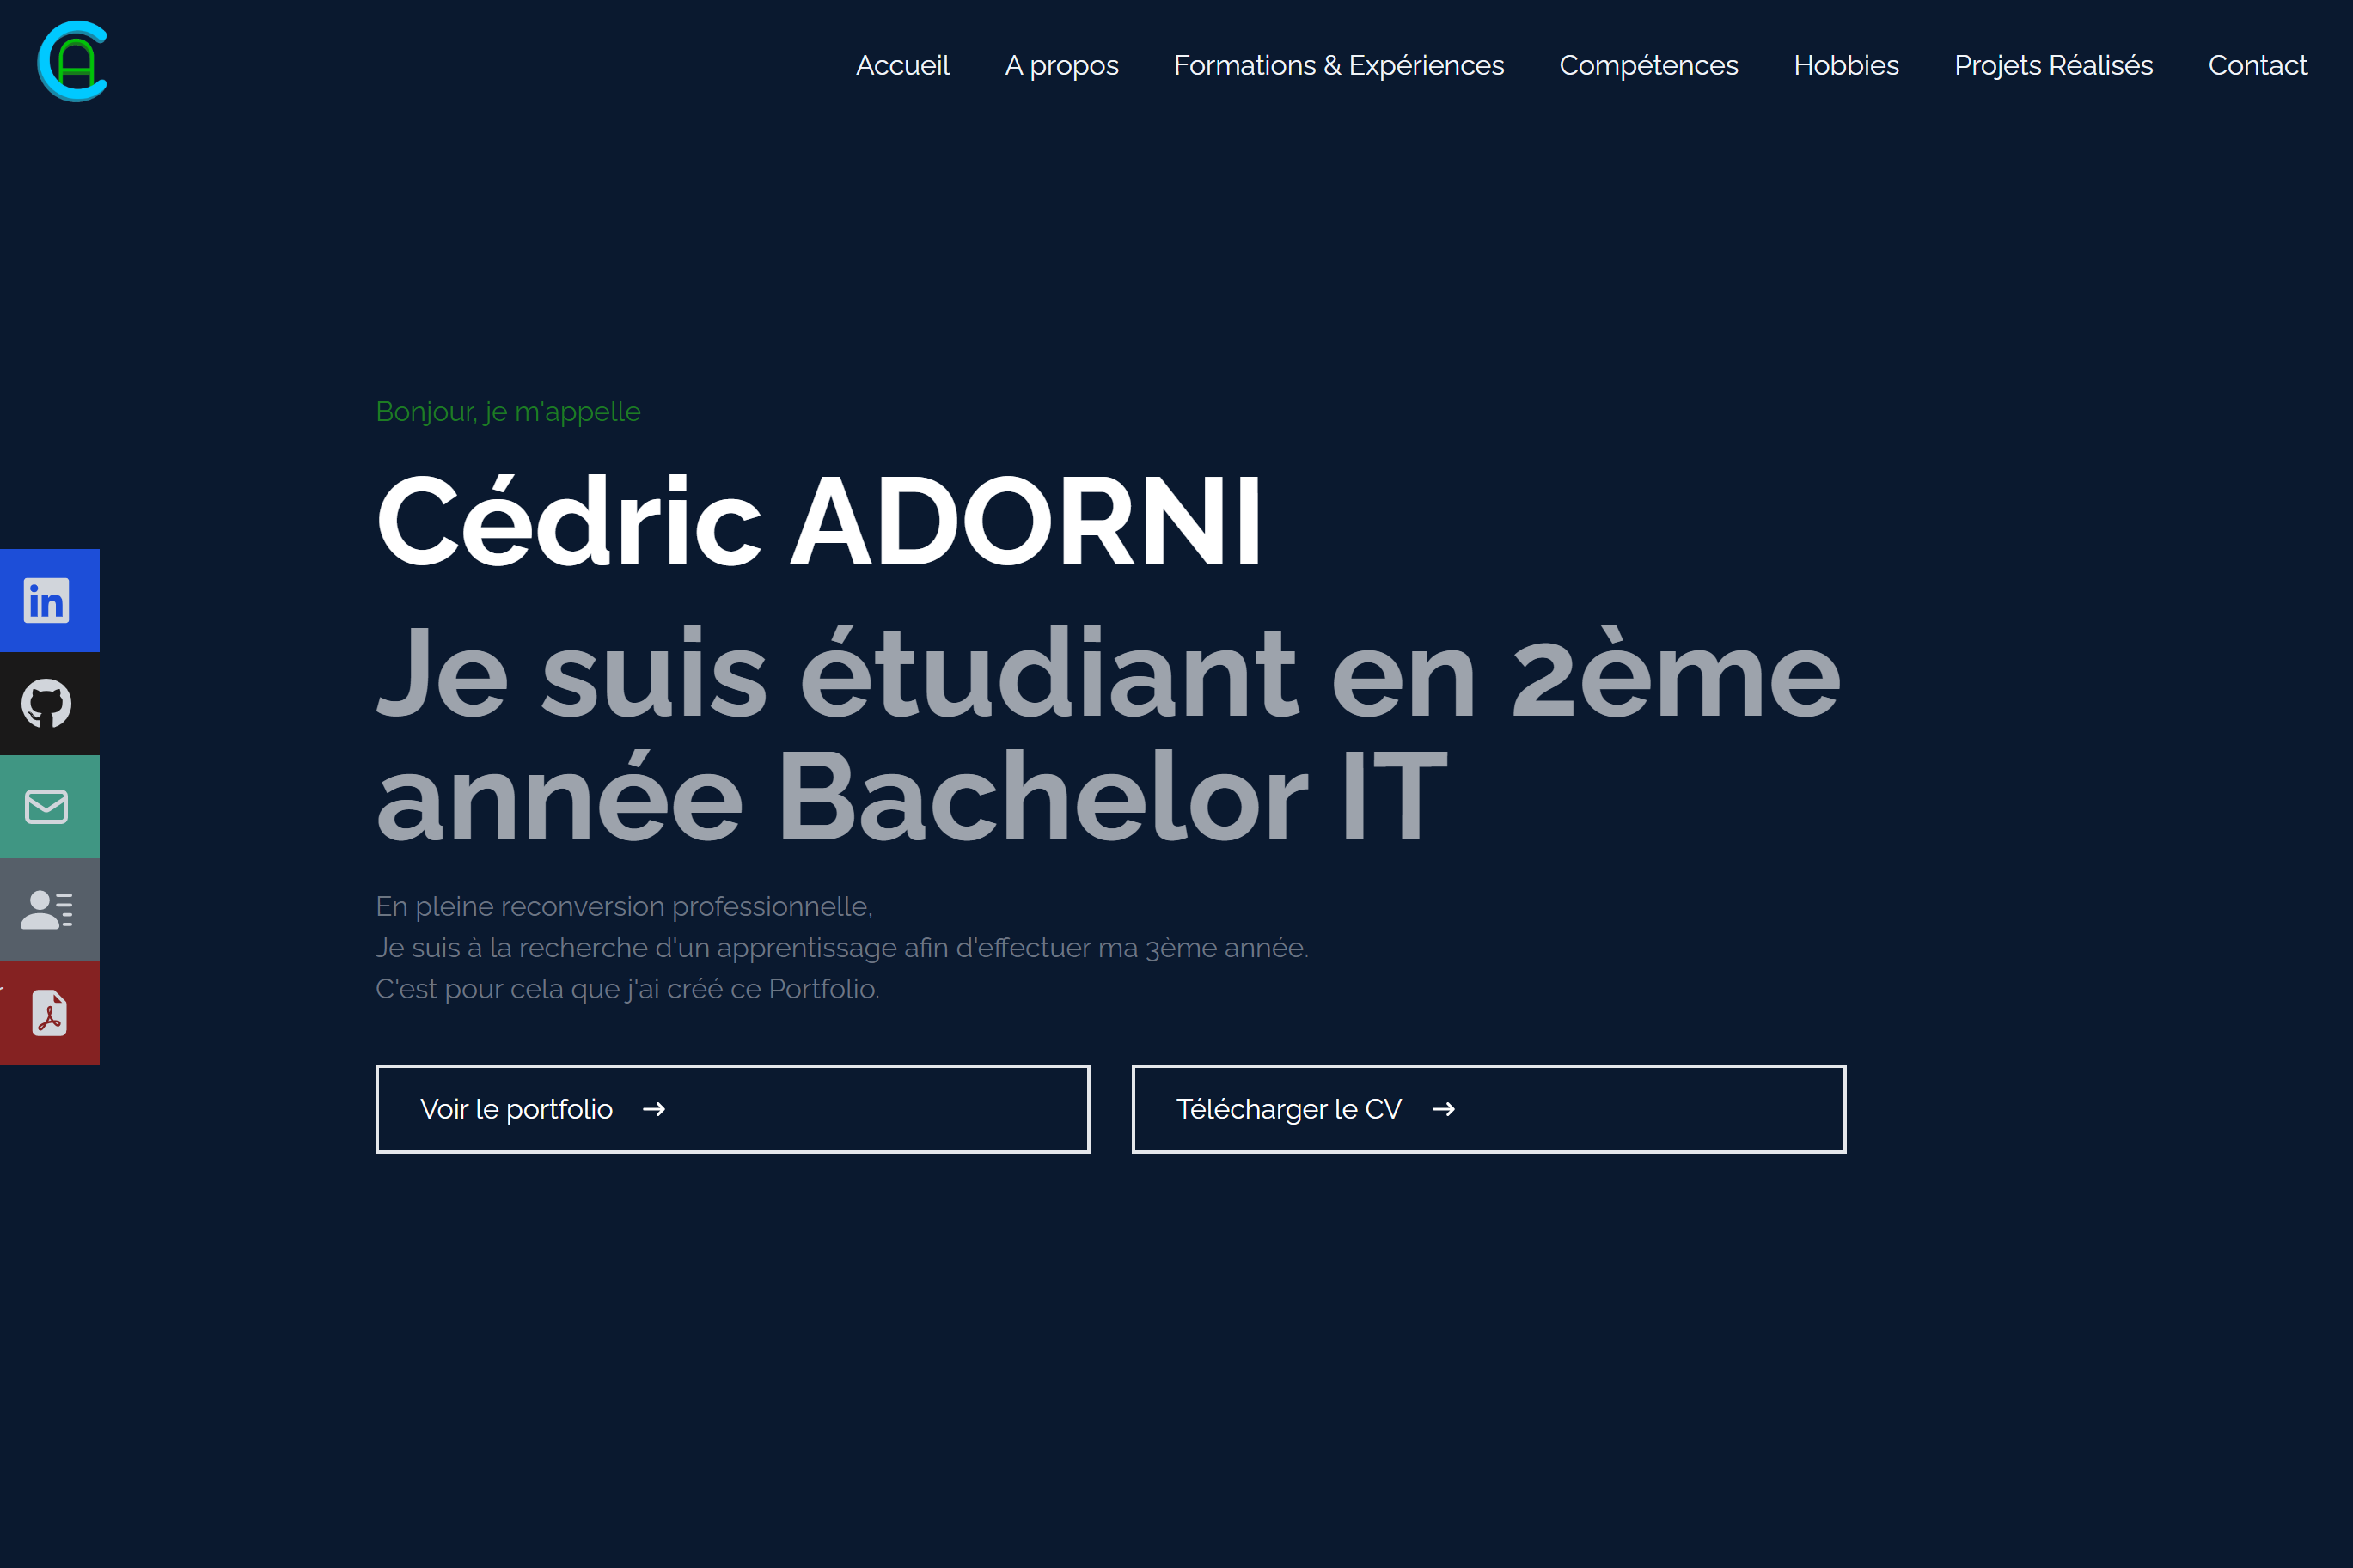 CA
Accueil
A propos
Formations & Expériences
Compétences
Hobbies
Projets Réalisés
Contact
Bonjour, je m'appelle
Cédric ADORNI
Je suis étudiant en 2ème
année Bachelor IT
in
En pleine reconversion professionnelle,
Je suis à la recherche d'un apprentissage afin d'effectuer ma 3ème année.
C'est pour cela que j'ai créé ce Portfolio.
Voir le portfolio
Télécharger le CV